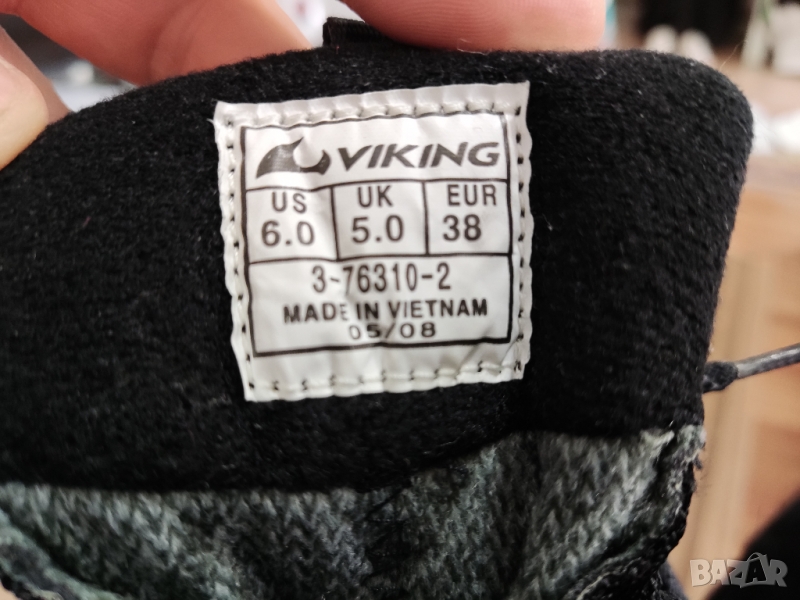 VIKING
US UK EUR
6.0 5.0 38
3-76310-2
MADE IN VIETNAM
05/08
BAZAR